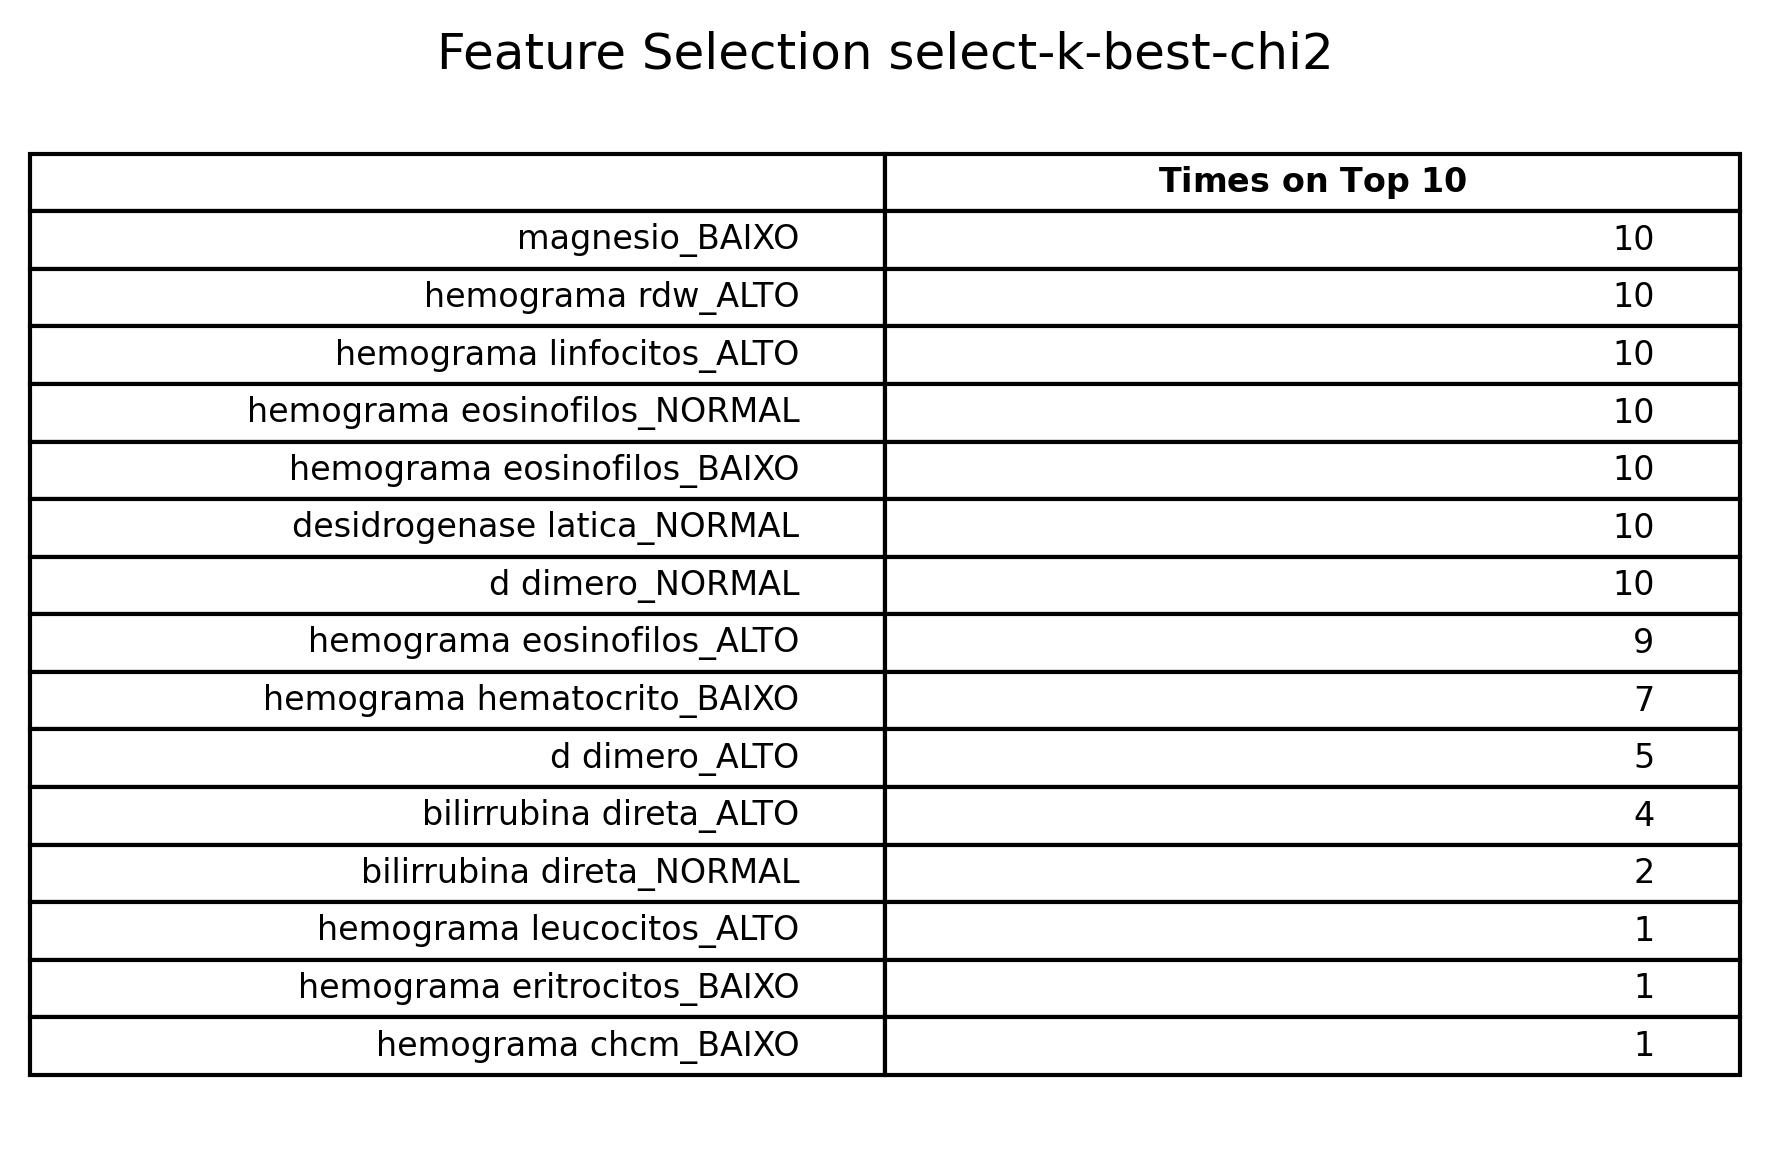 Feature Selection select-k-best-chi2
Times on Top 10
magnesio_BAIXO 10
hemograma rdw_ALTO 10
hemograma linfocitos_ALTO 10
hemograma eosinofilos_NORMAL 10
hemograma eosinofilos_BAIXO 10
desidrogenase latica_NORMAL 10
d dimero_NORMAL 10
hemograma eosinofilos_ALTO 9
hemograma hematocrito_BAIXO 7
d dimero_ALTO 5
bilirrubina direta_ALTO 4
bilirrubina direta_NORMAL 2
hemograma leucocitos_ALTO 1
hemograma eritrocitos_BAIXO 1
hemograma chcm_BAIXO 1